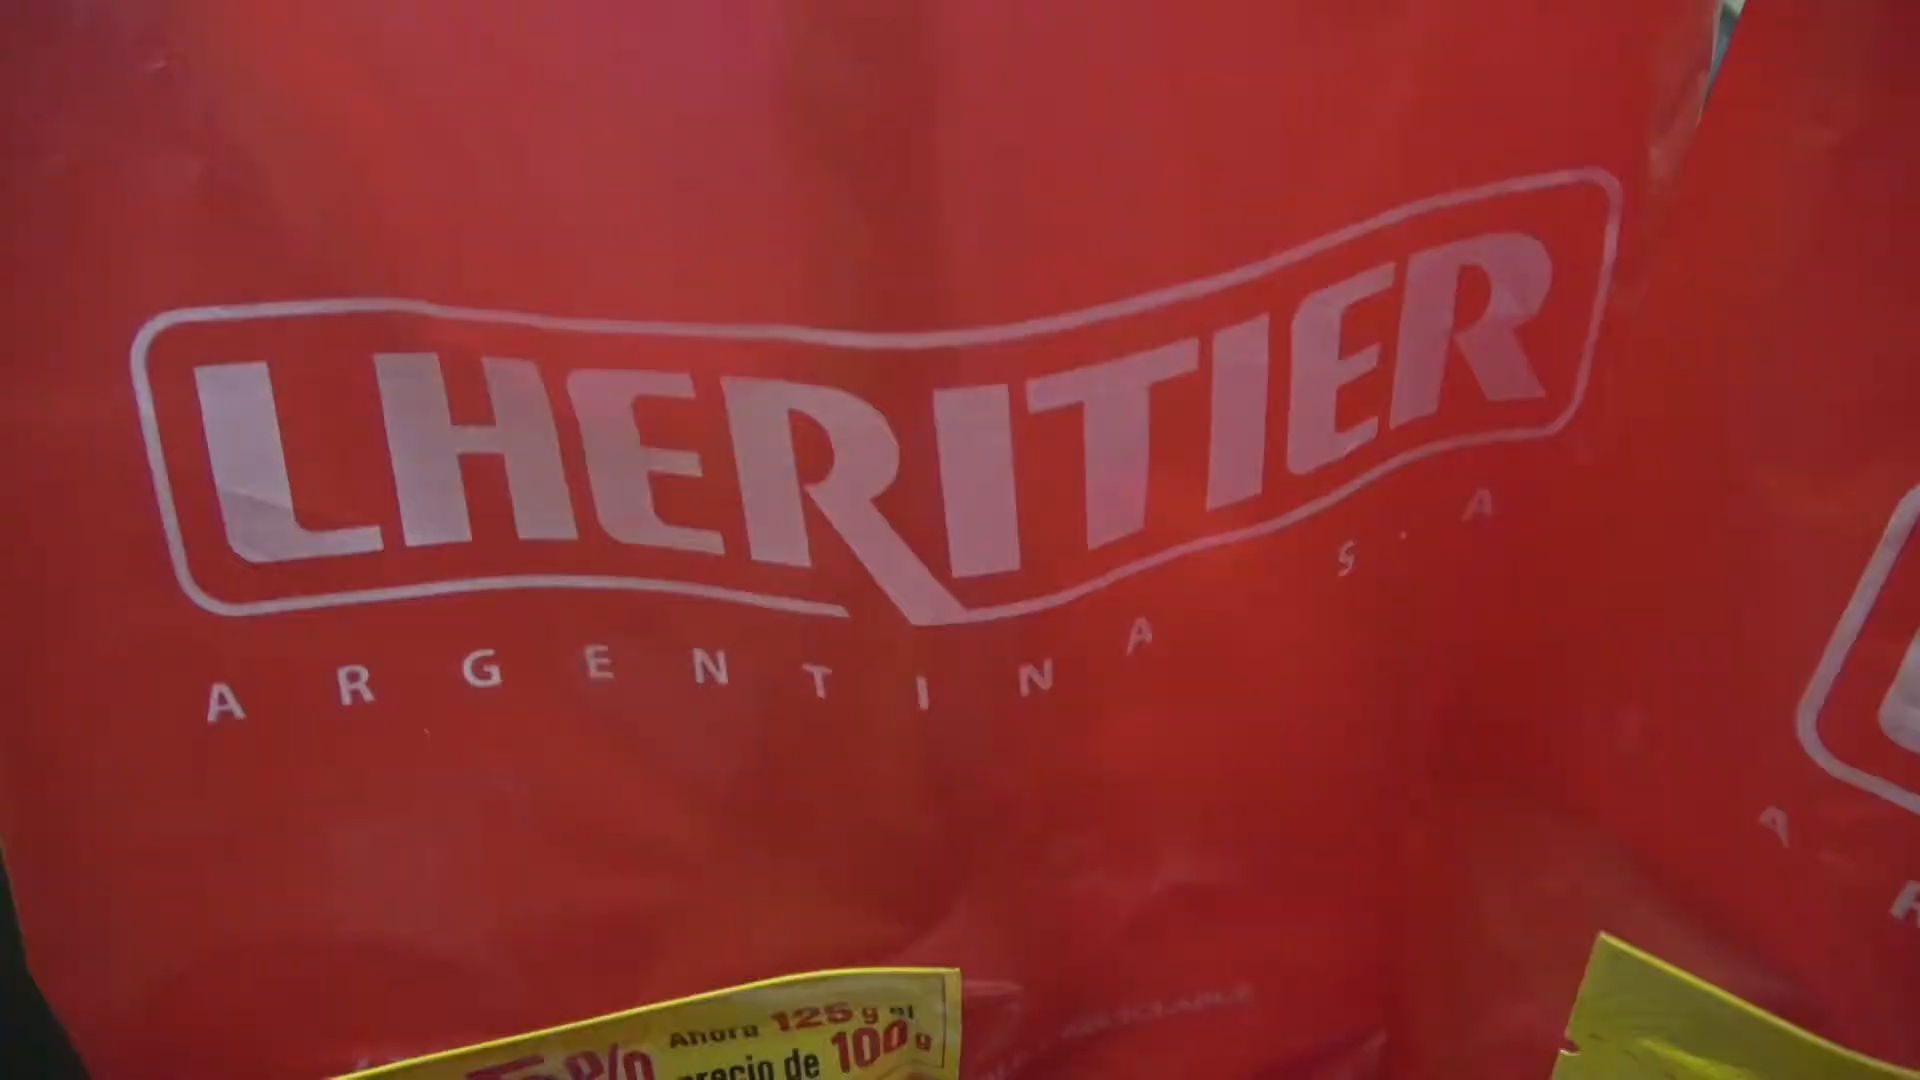 LHERITIER
ARGENTINA S.A
Ahora 125 g al
precio de 100 g